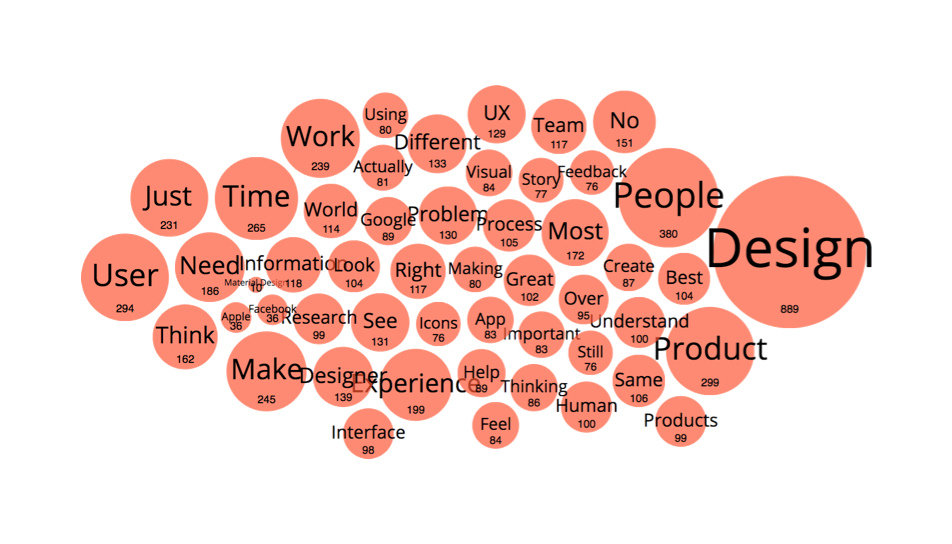 Using
80
UX
129
Team
117
No
151
Work
239
Different
133
Actually
81
Visual
84
Story
77
Feedback
76
Just
231
Time
265
World
114
Google
89
Problem
130
Process
105
Most
172
People
380
Design
889
User
294
Need
186
Information
118
Material Design
10
Look
104
Right
117
Making
80
Great
102
Create
87
Best
104
Over
95
Think
162
Apple
36
Facebook
36
Research
99
See
131
Icons
76
App
83
Important
83
Understand
100
Still
76
Product
299
Make
245
Designer
139
Experience
199
Help
89
Thinking
86
Same
106
Human
100
Interface
98
Feel
84
Products
99